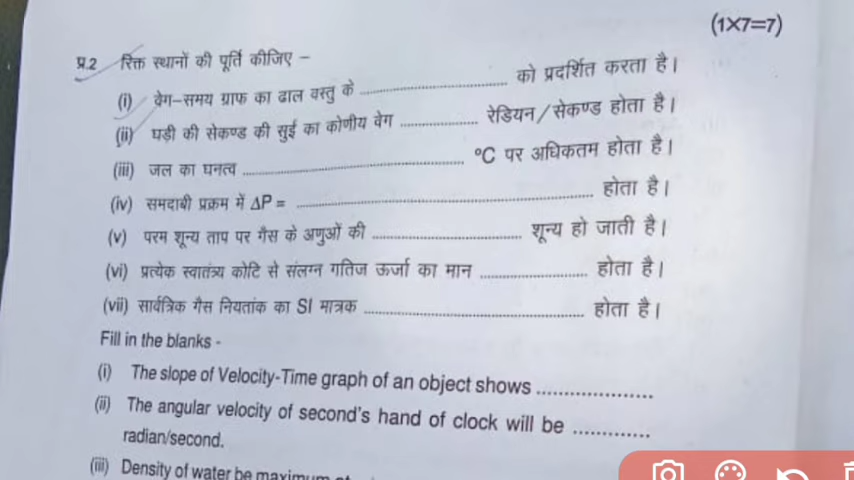 (1×7=7)
प्र.2 रिक्त स्थानों की पूर्ति कीजिए –
(i) वेग-समय ग्राफ का ढाल वस्तु के .............................. को प्रदर्शित करता है।
(ii) घड़ी की सेकण्ड की सुई का कोणीय वेग ................ रेडियन/सेकण्ड होता है।
(iii) जल का घनत्व ............................................. °C पर अधिकतम होता है।
(iv) समदाबी प्रक्रम में ΔP = ............................................................ होता है।
(v) परम शून्य ताप पर गैस के अणुओं की .............................. शून्य हो जाती है।
(vi) प्रत्येक स्वातंत्र्य कोटि से संलग्न गतिज ऊर्जा का मान ...................... होता है।
(vii) सार्वत्रिक गैस नियतांक का SI मात्रक ............................................. होता है।
Fill in the blanks -
(i) The slope of Velocity-Time graph of an object shows .....................
(ii) The angular velocity of second's hand of clock will be ..............
radian/second.
(iii) Density of water be maximum at